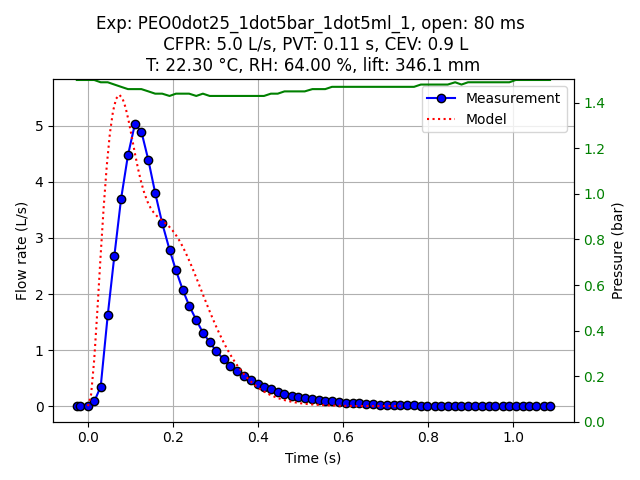 Exp: PEO0dot25_1dot5bar_1dot5ml_1, open: 80 ms
CFPR: 5.0 L/s, PVT: 0.11 s, CEV: 0.9 L
T: 22.30 °C, RH: 64.00 %, lift: 346.1 mm
Measurement
Model
Flow rate (L/s)
5
4
3
2
1
0
Pressure (bar)
1.4
1.2
1.0
0.8
0.6
0.4
0.2
0.0
0.0 0.2 0.4 0.6 0.8 1.0
Time (s)